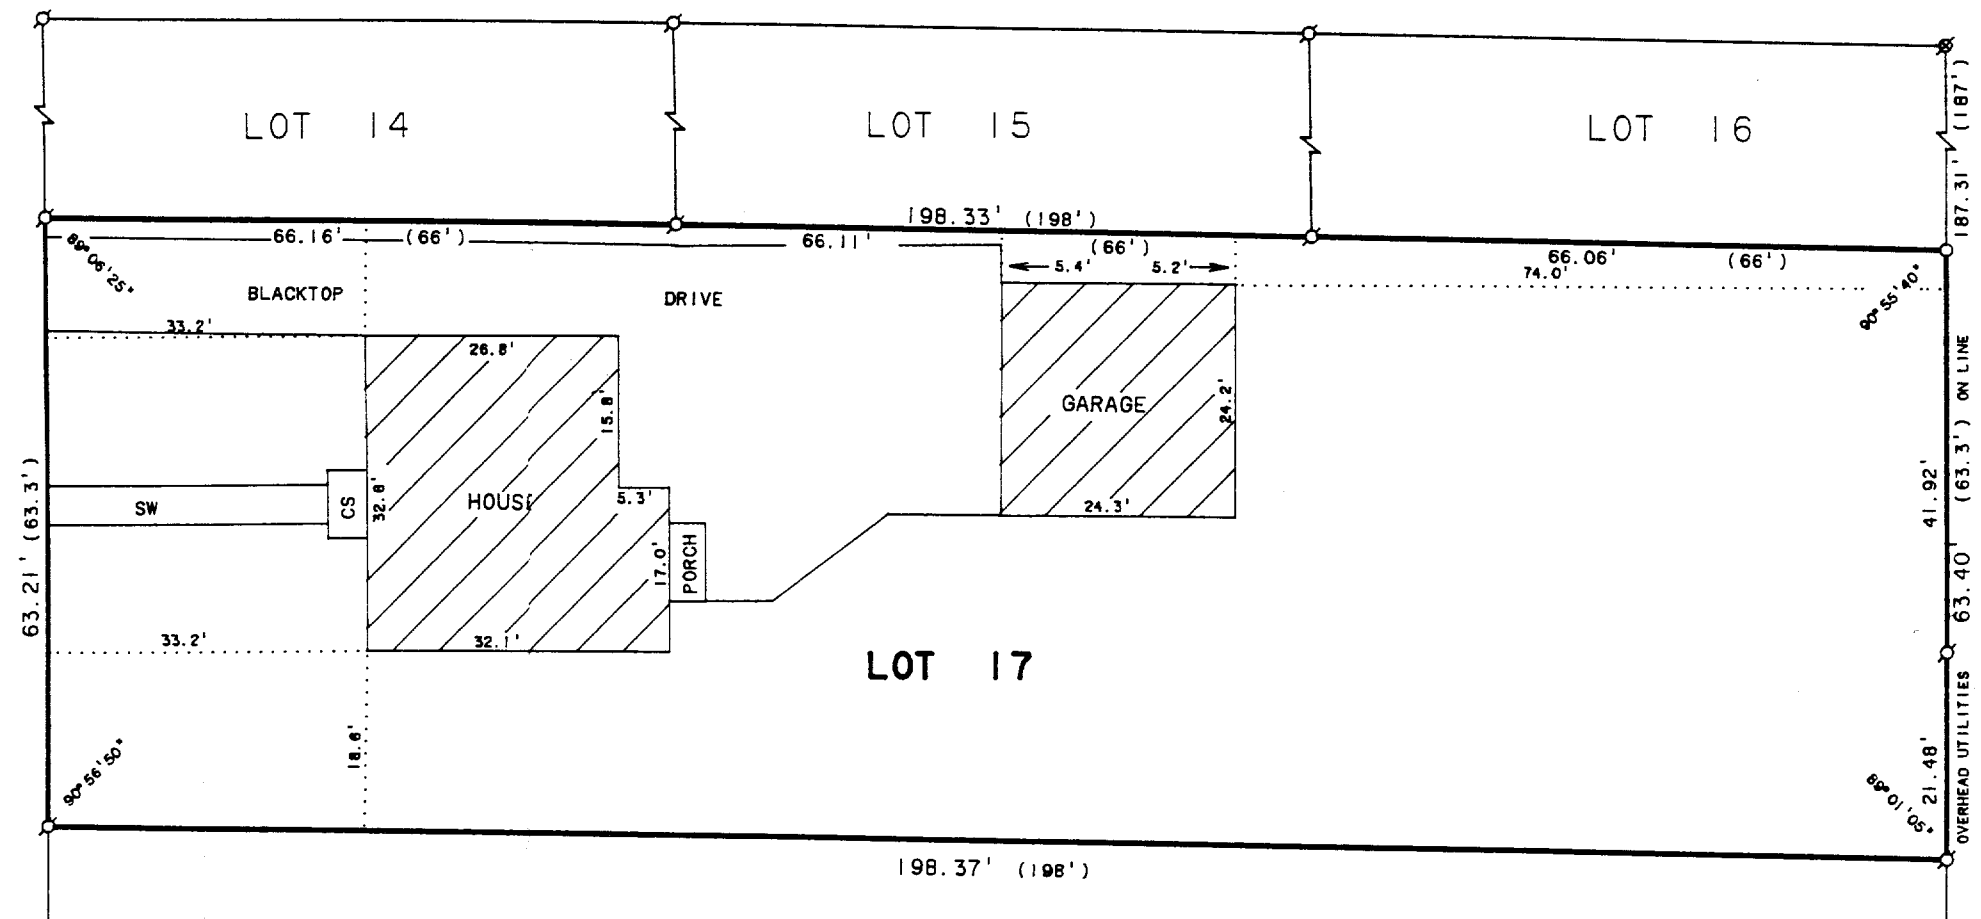 LOT 14
LOT 15
LOT 16
187.31' (187')
198.33' (198')
66.16' (66')
66.11' (66')
66.06' (66')
89° 06' 25"
BLACKTOP DRIVE
5.4' 5.2'
74.0'
90° 55' 40"
33.2'
26.8'
15.8'
GARAGE
24.2'
24.3'
ON LINE
63.21' (63.3')
SW
CS
32.8'
HOUSE
5.3'
17.0'
PORCH
41.92'
63.40' (63.3')
33.2'
32.1'
LOT 17
18.6'
90° 56' 50"
89° 01' 05"
21.48'
OVERHEAD UTILITIES
198.37' (198')